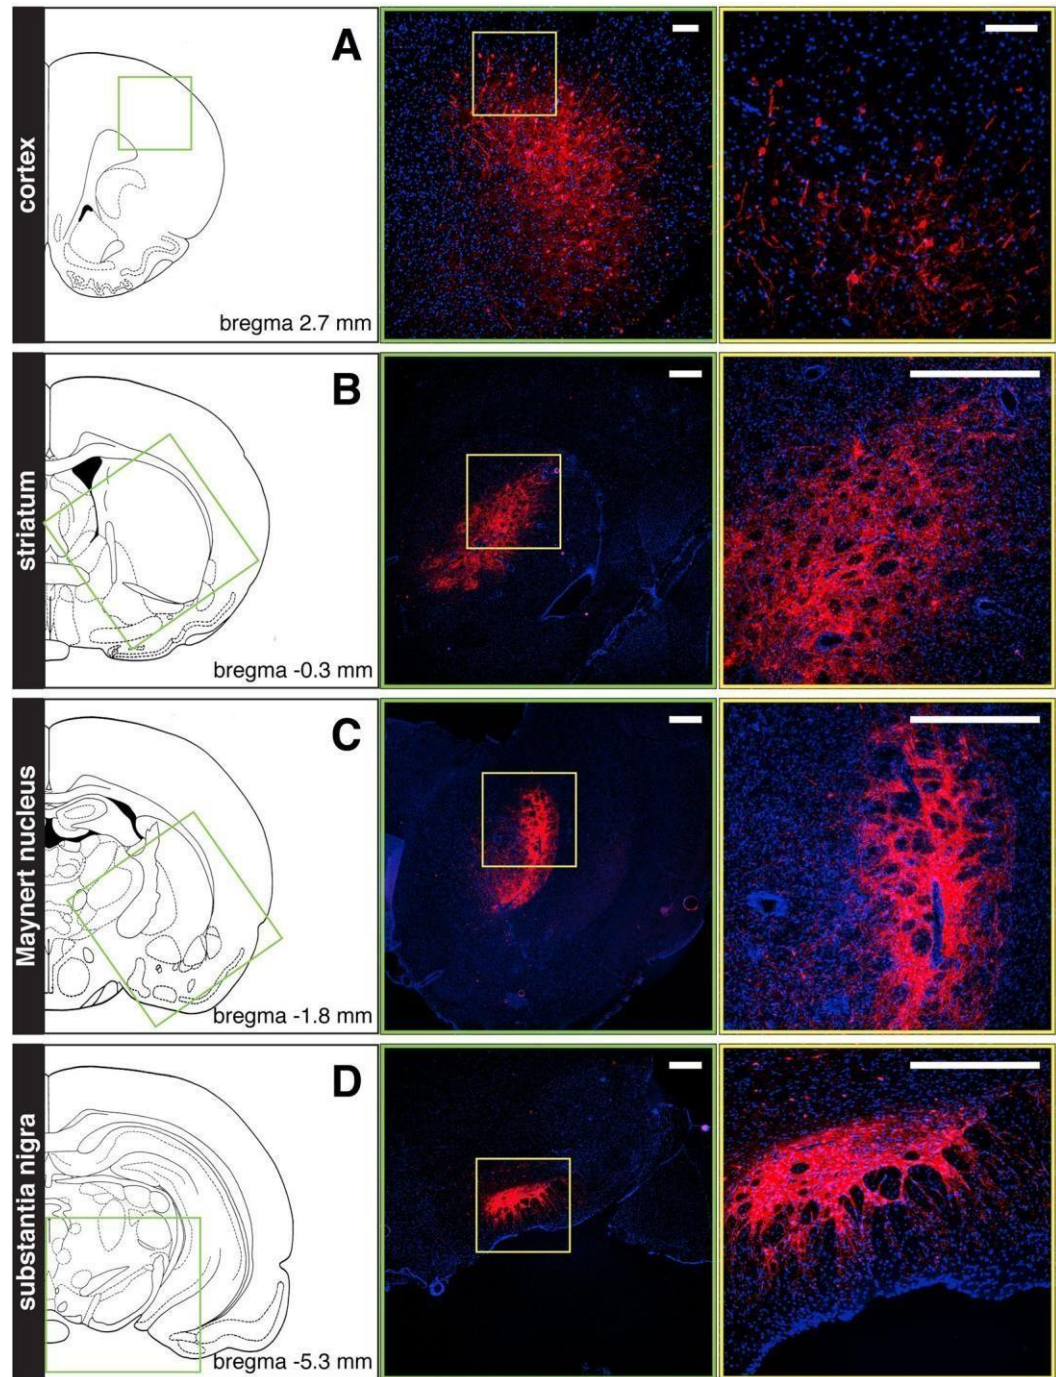 cortex
A
bregma 2.7 mm
striatum
B
bregma -0.3 mm
Maynert nucleus
C
bregma -1.8 mm
substantia nigra
D
bregma -5.3 mm